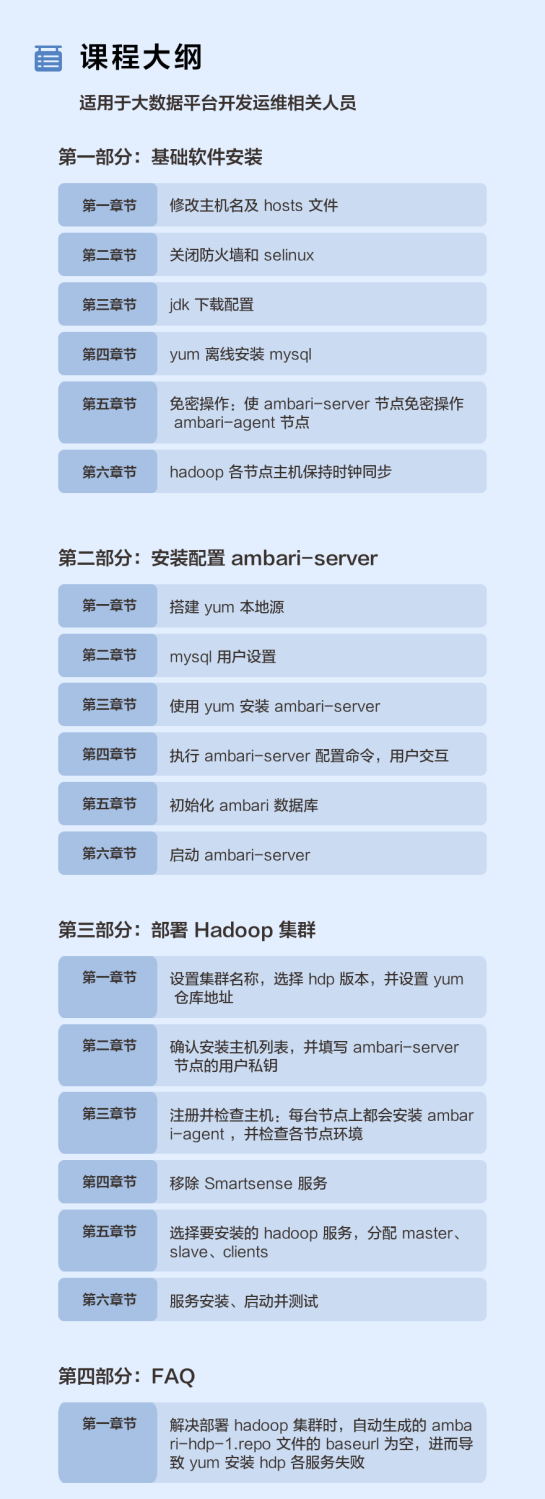 课程大纲
适用于大数据平台开发运维相关人员
第一部分：基础软件安装
第一章节 修改主机名及 hosts 文件
第二章节 关闭防火墙和 selinux
第三章节 jdk 下载配置
第四章节 yum 离线安装 mysql
第五章节 免密操作：使 ambari-server 节点免密操作
ambari-agent 节点
第六章节 hadoop 各节点主机保持时钟同步
第二部分：安装配置 ambari-server
第一章节 搭建 yum 本地源
第二章节 mysql 用户设置
第三章节 使用 yum 安装 ambari-server
第四章节 执行 ambari-server 配置命令，用户交互
第五章节 初始化 ambari 数据库
第六章节 启动 ambari-server
第三部分：部署 Hadoop 集群
第一章节 设置集群名称，选择 hdp 版本，并设置 yum
仓库地址
第二章节 确认安装主机列表，并填写 ambari-server
节点的用户私钥
第三章节 注册并检查主机：每台节点上都会安装 ambar
i-agent ，并检查各节点环境
第四章节 移除 Smartsense 服务
第五章节 选择要安装的 hadoop 服务，分配 master、
slave、clients
第六章节 服务安装、启动并测试
第四部分：FAQ
第一章节 解决部署 hadoop 集群时，自动生成的 amba
ri-hdp-1.repo 文件的 baseurl 为空，进而导
致 yum 安装 hdp 各服务失败